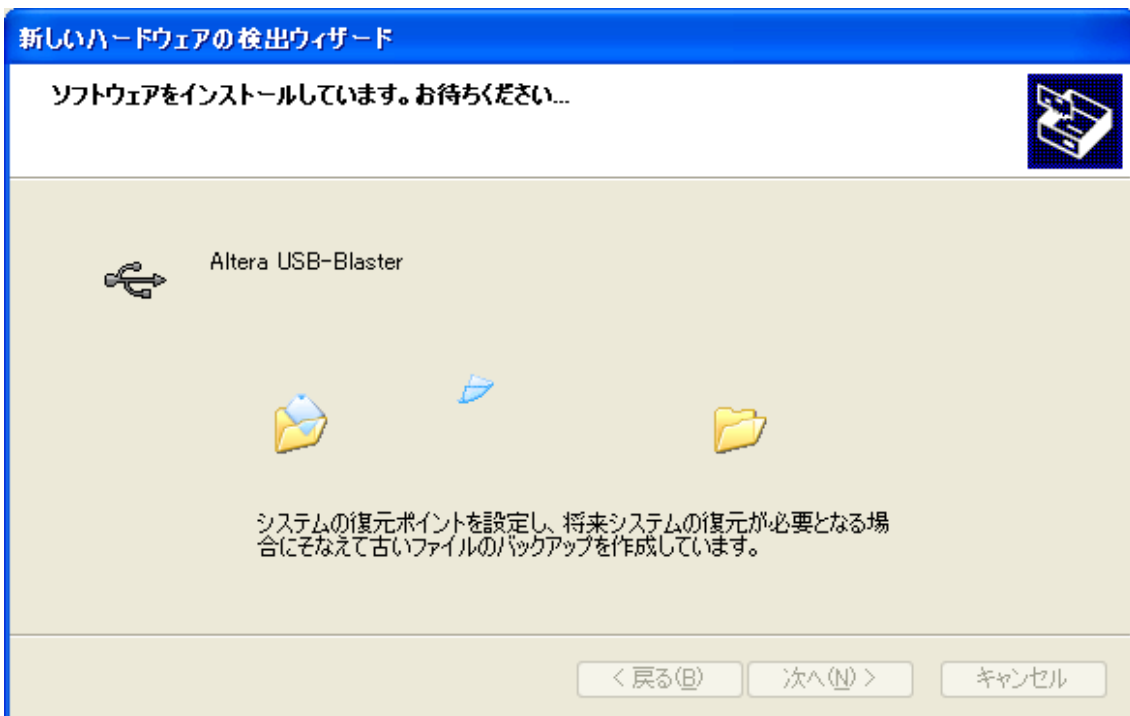 新しいハードウェアの検出ウィザード
ソフトウェアをインストールしています。お待ちください...
Altera USB-Blaster
システムの復元ポイントを設定し、将来システムの復元が必要となる場
合にそなえて古いファイルのバックアップを作成しています。
< 戻る(B) 次へ(N) > キャンセル